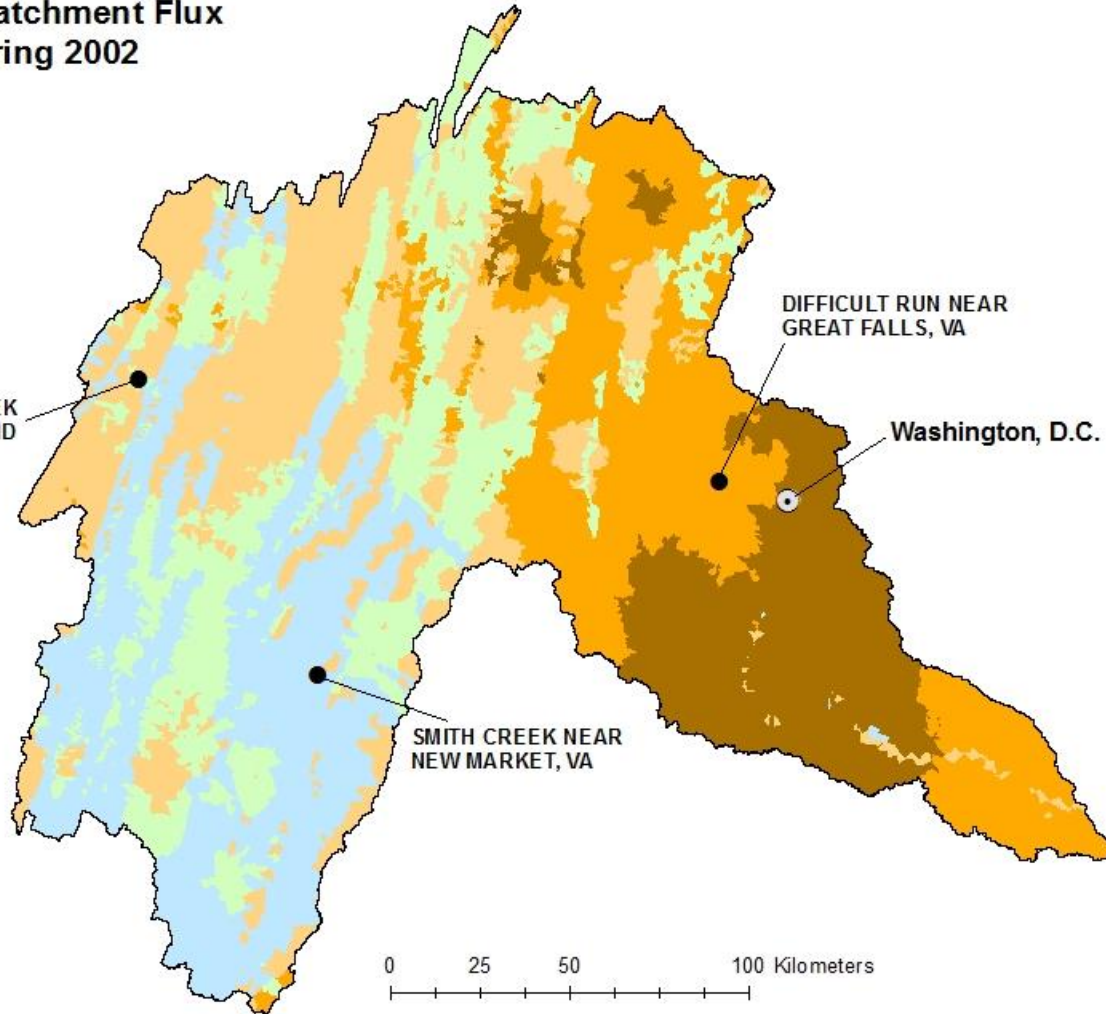 atchment Flux
ring 2002
DIFFICULT RUN NEAR
GREAT FALLS, VA
Washington, D.C.
EK
D
SMITH CREEK NEAR
NEW MARKET, VA
0 25 50 100 Kilometers